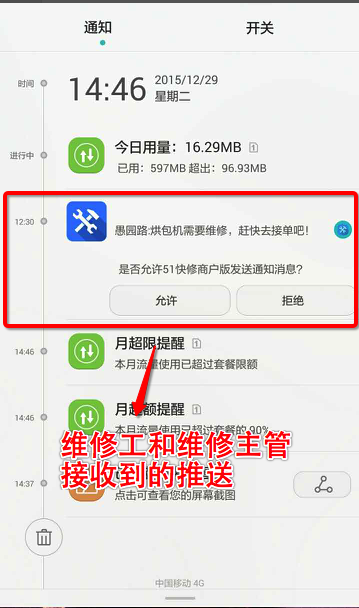 通知 开关
时间
14:46 2015/12/29
星期二
今日用量：16.29MB 1
进行中
已用：597MB 超出：96.93MB
12:30
愚园路:烘包机需要维修，赶快去接单吧!
是否允许51快修商户版发送通知消息?
允许 拒绝
月超限提醒 1
14:46
本月流量使用已超过套餐限额
月超额提醒 1
14:46
本月流量使用已超过套餐的 90%
维修工和维修主管
接收到的推送
14:37
点击可查看您的屏幕截图
中国移动 4G